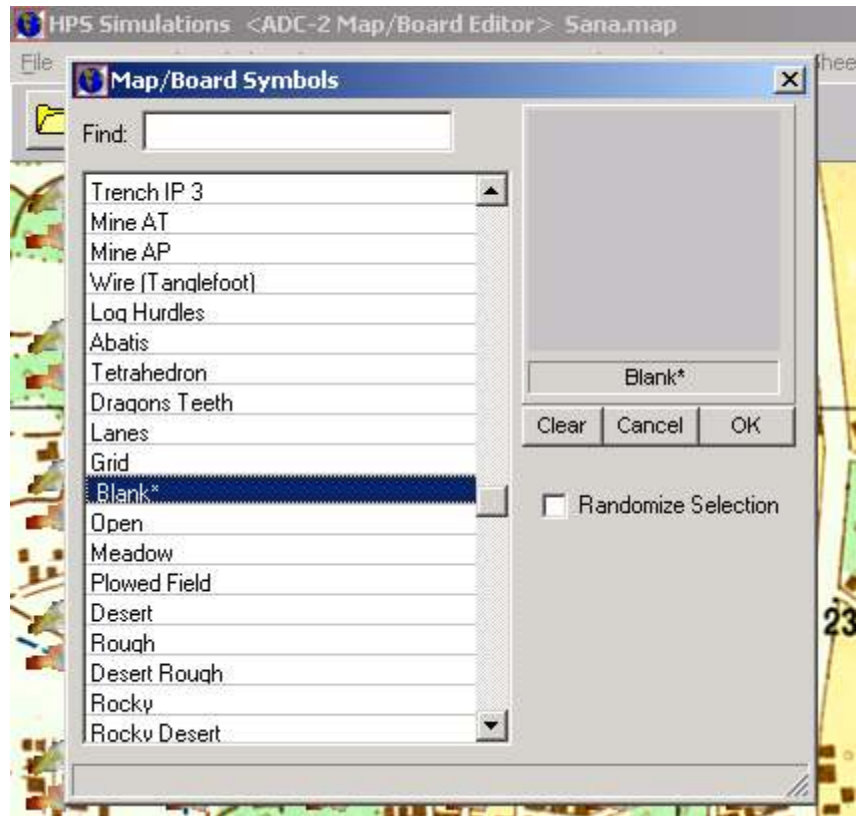 HPS Simulations <ADC-2 Map/Board Editor> Sana.map
File
Map/Board Symbols
Find:
Trench IP 3
Mine AT
Mine AP
Wire (Tanglefoot)
Log Hurdles
Abatis
Tetrahedron
Dragons Teeth
Lanes
Grid
Blank*
Open
Meadow
Plowed Field
Desert
Rough
Desert Rough
Rocky
Rocky Desert
Blank*
Clear Cancel OK
Randomize Selection
23